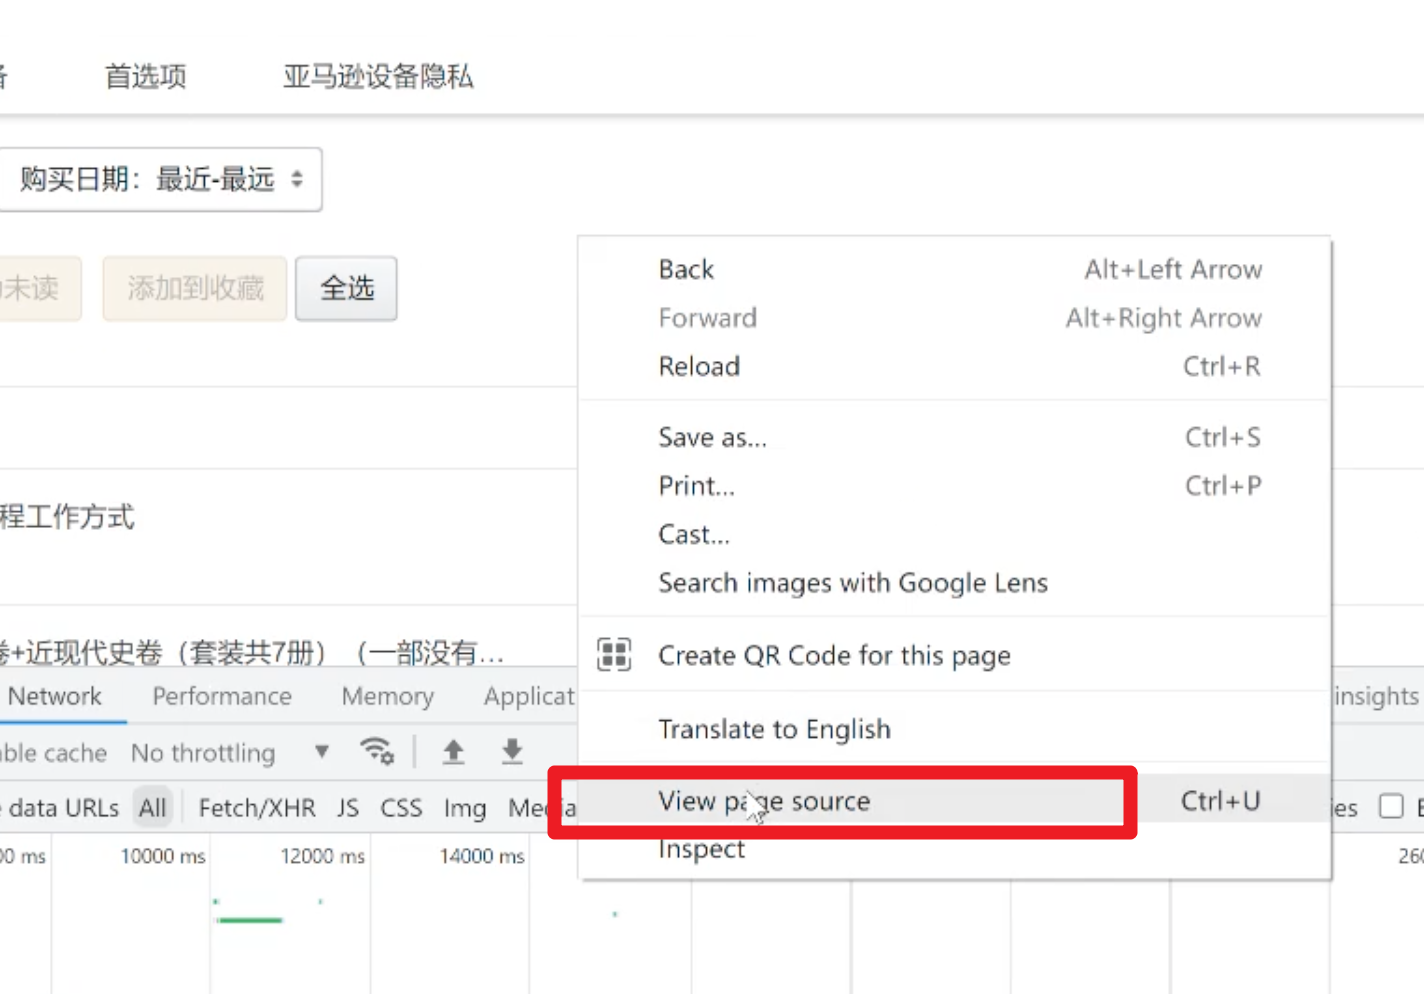 首选项 亚马逊设备隐私
购买日期：最近-最远
未读 添加到收藏 全选
程工作方式
卷+近现代史卷（套装共7册）（一部没有...
Back Alt+Left Arrow
Forward Alt+Right Arrow
Reload Ctrl+R
Save as... Ctrl+S
Print... Ctrl+P
Cast...
Search images with Google Lens
Create QR Code for this page
Translate to English
View page source Ctrl+U
Inspect
Network Performance Memory Applicat insights
ble cache No throttling
data URLs All Fetch/XHR JS CSS Img Media ies
00 ms 10000 ms 12000 ms 14000 ms 260